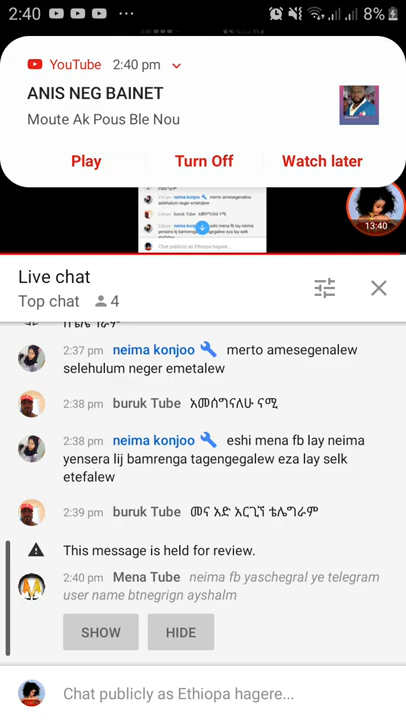 2:40 8%
YouTube 2:40 pm
ANIS NEG BAINET
Moute Ak Pous Ble Nou
Play Turn Off Watch later
13:40
Live chat
Top chat 4
2:37 pm neima konjoo merto amesegenalew
selehulum neger emetalew
2:38 pm buruk Tube አመሰግናለሁ ናሚ
2:38 pm neima konjoo eshi mena fb lay neima
yensera lij bamrenga tagengegalew eza lay selk
etefalew
2:39 pm buruk Tube መና አድ አርጊኝ ቴሌግራም
This message is held for review.
2:40 pm Mena Tube neima fb yaschegral ye telegram
user name btnegrign ayshalm
SHOW HIDE
Chat publicly as Ethiopa hagere...